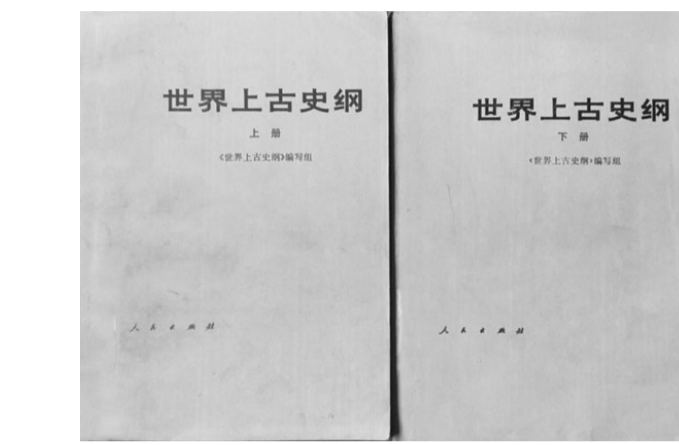 世界上古史纲
上册
《世界上古史纲》编写组
人民出版社
世界上古史纲
下册
《世界上古史纲》编写组
人民出版社